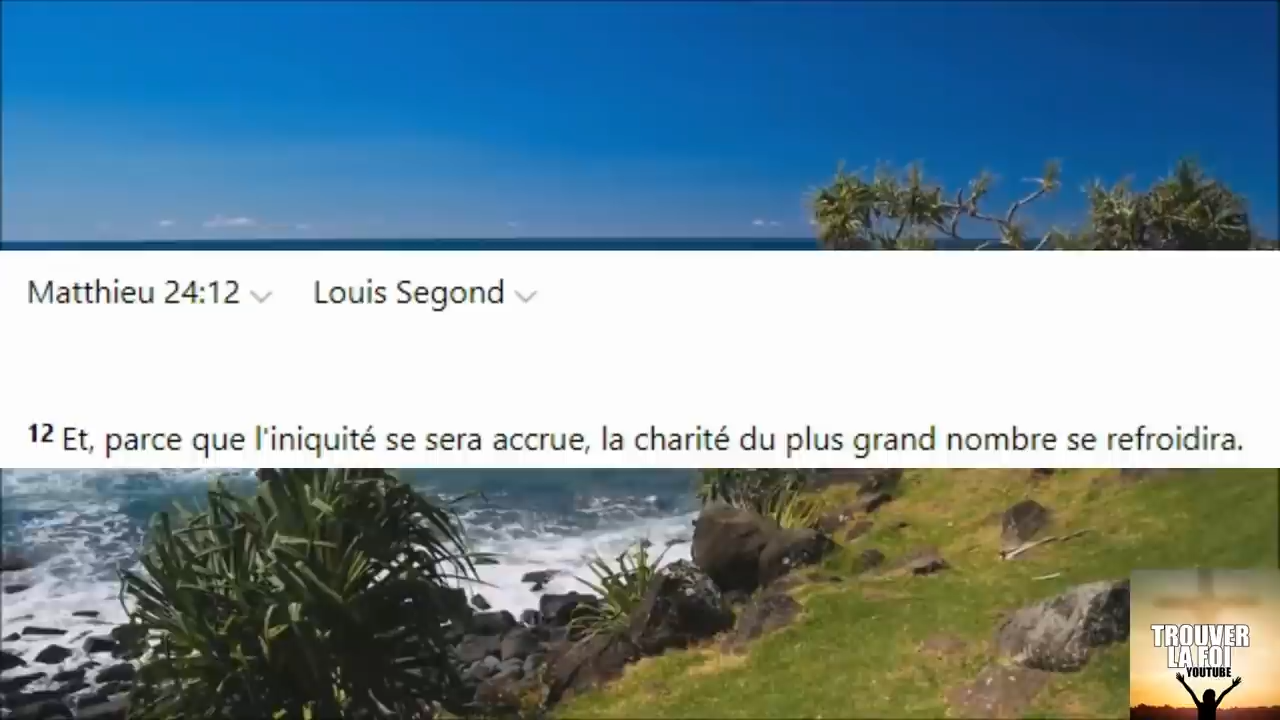 Matthieu 24:12 Louis Segond
12 Et, parce que l'iniquité se sera accrue, la charité du plus grand nombre se refroidira.
TROUVER
LA FOI
YOUTUBE